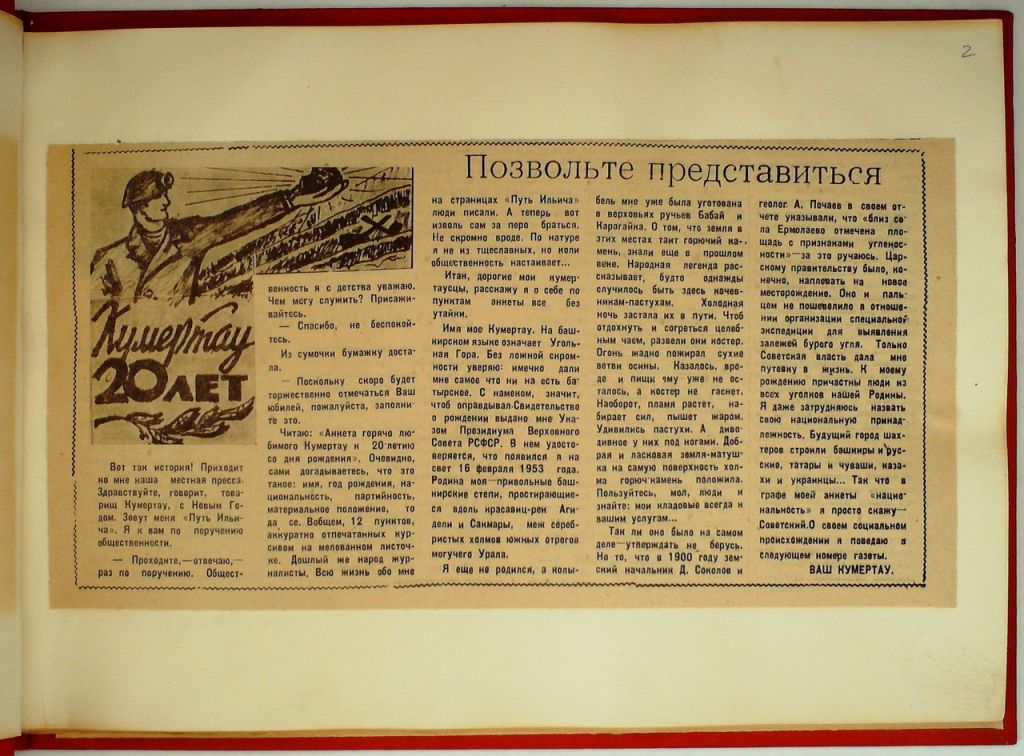 2
Позвольте представиться
Кумертау
20 ЛЕТ
Вот так история! Приходит
ко мне наша местная пресса.
Здравствуйте, говорит, това-
рищ Кумертау, с Новым Го-
дом. Зовут меня «Путь Ильи-
ча». Я к вам по поручению
общественности.
— Проходите,—отвечаю,—
раз по поручению. Общест-
венность я с детства уважаю.
Чем могу служить? Присажи-
вайтесь.
— Спасибо, не беспокой-
тесь.
Из сумочки бумажку доста-
ла.
— Поскольку скоро будет
торжественно отмечаться Ваш
юбилей, пожалуйста, заполни-
те это.
Читаю: «Анкета горячо лю-
бимого Кумертау к 20-летию
со дня рождения». Очевидно,
сами догадываетесь, что это
такое: имя, год рождения, на-
циональность, партийность,
материальное положение, то
да се. Вобщем, 12 пунктов,
аккуратно отпечатанных кур-
сивом на мелованном листоч-
ке. Дошлый же народ жур-
налисты. Всю жизнь обо мне
на страницах «Путь Ильича»
люди писали. А теперь вот
изволь сам за перо браться.
Не скромно вроде. По натуре
я не из тщеславных, но коли
общественность настаивает...
Итак, дорогие мои кумер-
таусцы, расскажу я о себе по
пунктам анкеты все без
утайки.
Имя мое Кумертау. На баш-
кирском языке означает Уголь-
ная Гора. Без ложной скром-
ности уверяю: имечко дали
мне самое что ни на есть ба-
тырское. С намеком, значит,
чтоб оправдывал. Свидетельство
о рождении выдано мне Ука-
зом Президиума Верховного
Совета РСФСР. В нем удосто-
веряется, что появился я на
свет 16 февраля 1953 года.
Родина моя—привольные баш-
кирские степи, простирающие-
ся вдоль красавиц-рек Аги-
дели и Сакмары, меж сереб-
ристых холмов южных отрогов
могучего Урала.
Я еще не родился, а колы-
бель мне уже была уготована
в верховьях ручьев Бабай и
Карагайка. О том, что земля в
этих местах таит горючий ка-
мень, знали еще в прошлом
веке. Народная легенда рас-
сказывает, будто однажды
случилось быть здесь кочев-
никам-пастухам. Холодная
ночь застала их в пути. Чтоб
отдохнуть и согреться целеб-
ным чаем, развели они костер.
Огонь жадно пожирал сухие
ветви осины. Казалось, вро-
де и пищи ему уже не ос-
талось, а костер не гаснет.
Наоборот, пламя растет, на-
бирает сил, пышет жаром.
Удивились пастухи. А диво-
дивное у них под ногами. Доб-
рая и ласковая земля-матуш-
ка на самую поверхность хол-
ма горюч-камень положила.
Пользуйтесь, мол, люди и
знайте: мои кладовые всегда к
вашим услугам...
Так ли оно было на самом
деле—утверждать не берусь.
Но то, что в 1900 году зем-
ский начальник Д. Соколов и
геолог А. Почаев в своем от-
чете указывали, что «близ се-
ла Ермолаево отмечена пло-
щадь с признаками угленос-
ности»—за это ручаюсь. Цар-
скому правительству было, ко-
нечно, наплевать на новое
месторождение. Оно и паль-
цем не пошевелило в отноше-
нии организации специальной
экспедиции для выявления
залежей бурого угля. Только
Советская власть дала мне
путевку в жизнь. К моему
рождению причастны люди из
всех уголков нашей Родины.
Я даже затрудняюсь назвать
свою национальную принад-
лежность. Будущий город шах-
теров строили башкиры и рус-
ские, татары и чуваши, каза-
хи и украинцы... Так что в
графе моей анкеты «нацио-
нальность» я просто скажу—
Советский. О своем социальном
происхождении я поведаю в
следующем номере газеты.
ВАШ КУМЕРТАУ.